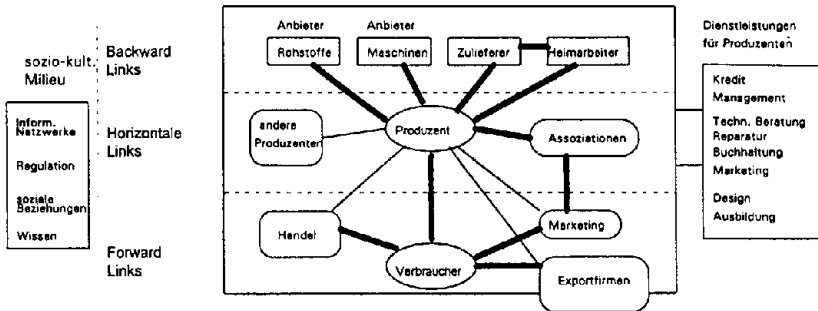 sozio-kult.
Milieu
Inform.
Netzwerke
Regulation
soziale
Beziehungen
Wissen
Backward
Links
Horizontale
Links
Forward
Links
Anbieter
Rohstoffe
Anbieter
Maschinen
Zulieferer
Heimarbeiter
andere
Produzenten
Produzent
Assoziationen
Handel
Verbraucher
Marketing
Exportfirmen
Dienstleistungen
für Produzenten
Kredit
Management
Techn. Beratung
Reparatur
Buchhaltung
Marketing
Design
Ausbildung